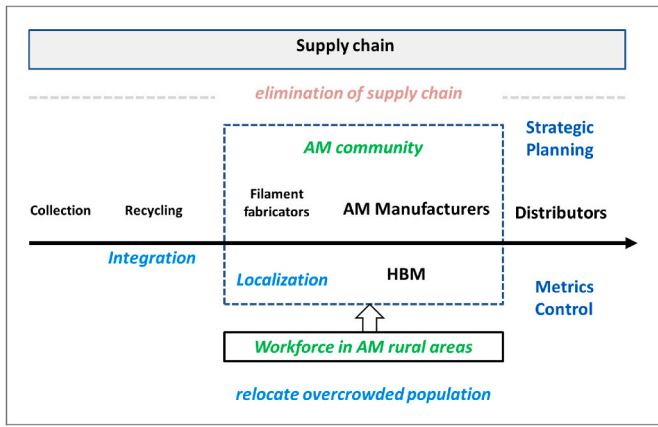 Supply chain
elimination of supply chain
Strategic
Planning
AM community
Collection
Recycling
Filament
fabricators
AM Manufacturers
Distributors
Integration
Localization
HBM
Metrics
Control
Workforce in AM rural areas
relocate overcrowded population